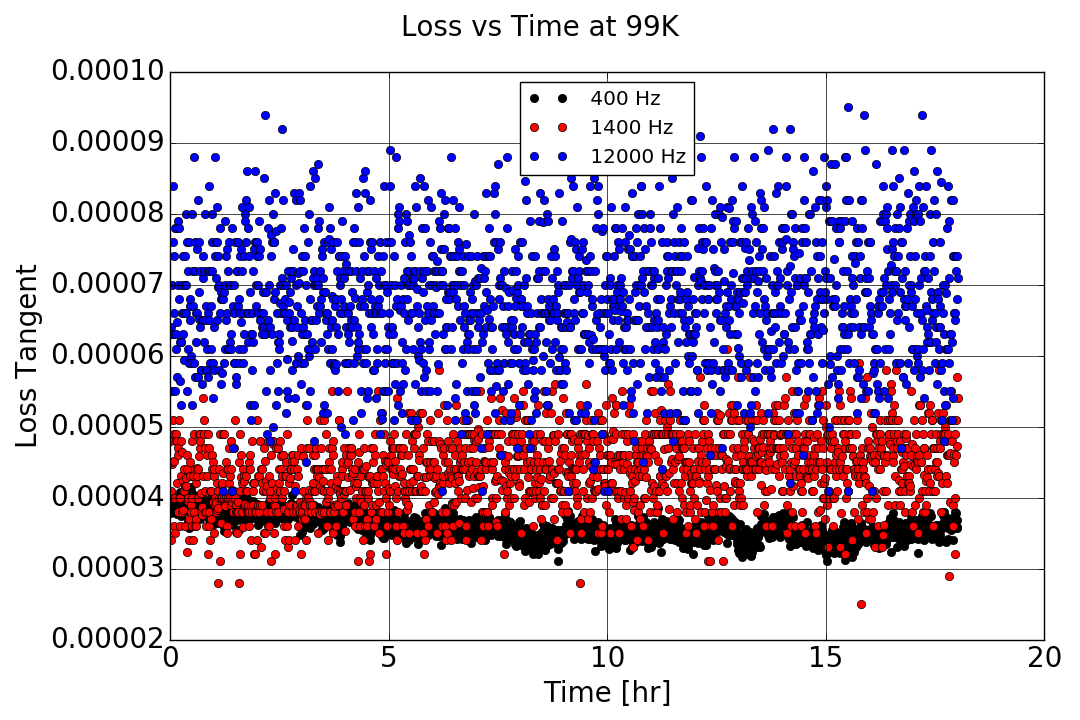 Loss vs Time at 99K
0.00010
0.00009
0.00008
0.00007
0.00006
0.00005
0.00004
0.00003
0.00002
Loss Tangent
400 Hz
1400 Hz
12000 Hz
0 5 10 15 20
Time [hr]